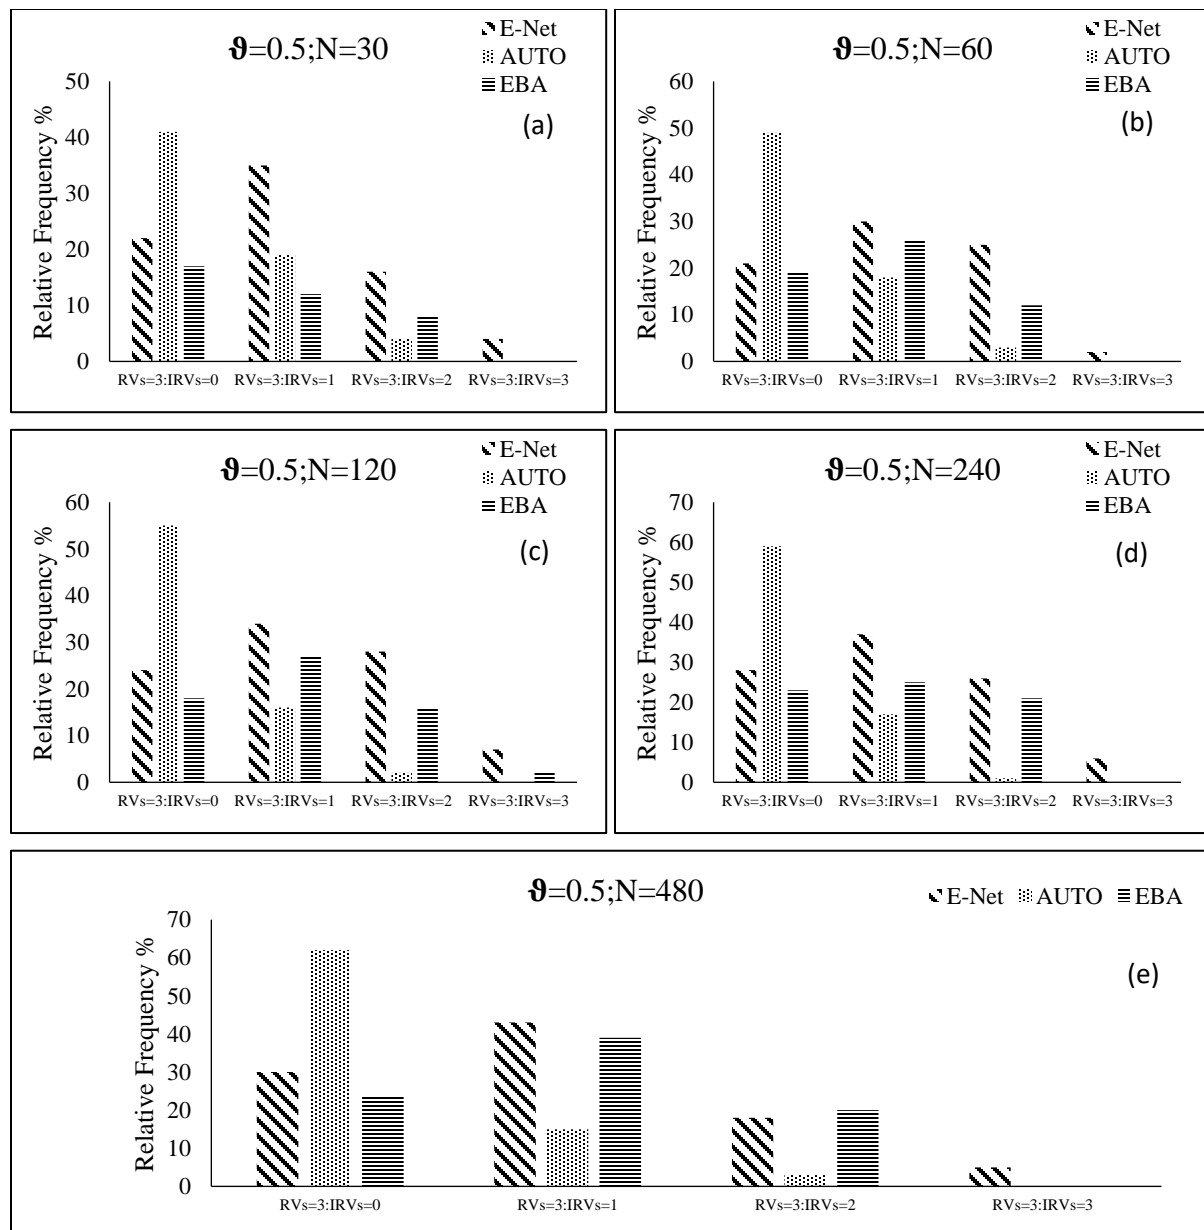 ϑ=0.5;N=30
E-Net
AUTO
EBA
(a)
Relative Frequency %
50
40
30
20
10
0
RVs=3:IRVs=0 RVs=3:IRVs=1 RVs=3:IRVs=2 RVs=3:IRVs=3
ϑ=0.5;N=60
E-Net
AUTO
EBA
(b)
Relative Frequency %
60
50
40
30
20
10
0
RVs=3:IRVs=0 RVs=3:IRVs=1 RVs=3:IRVs=2 RVs=3:IRVs=3
ϑ=0.5;N=120
E-Net
AUTO
EBA
(c)
Relative Frequency %
60
50
40
30
20
10
0
RVs=3:IRVs=0 RVs=3:IRVs=1 RVs=3:IRVs=2 RVs=3:IRVs=3
ϑ=0.5;N=240
E-Net
AUTO
EBA
(d)
Relative Frequency %
70
60
50
40
30
20
10
0
RVs=3:IRVs=0 RVs=3:IRVs=1 RVs=3:IRVs=2 RVs=3:IRVs=3
ϑ=0.5;N=480
E-Net AUTO EBA
(e)
Relative Frequency %
70
60
50
40
30
20
10
0
RVs=3:IRVs=0 RVs=3:IRVs=1 RVs=3:IRVs=2 RVs=3:IRVs=3